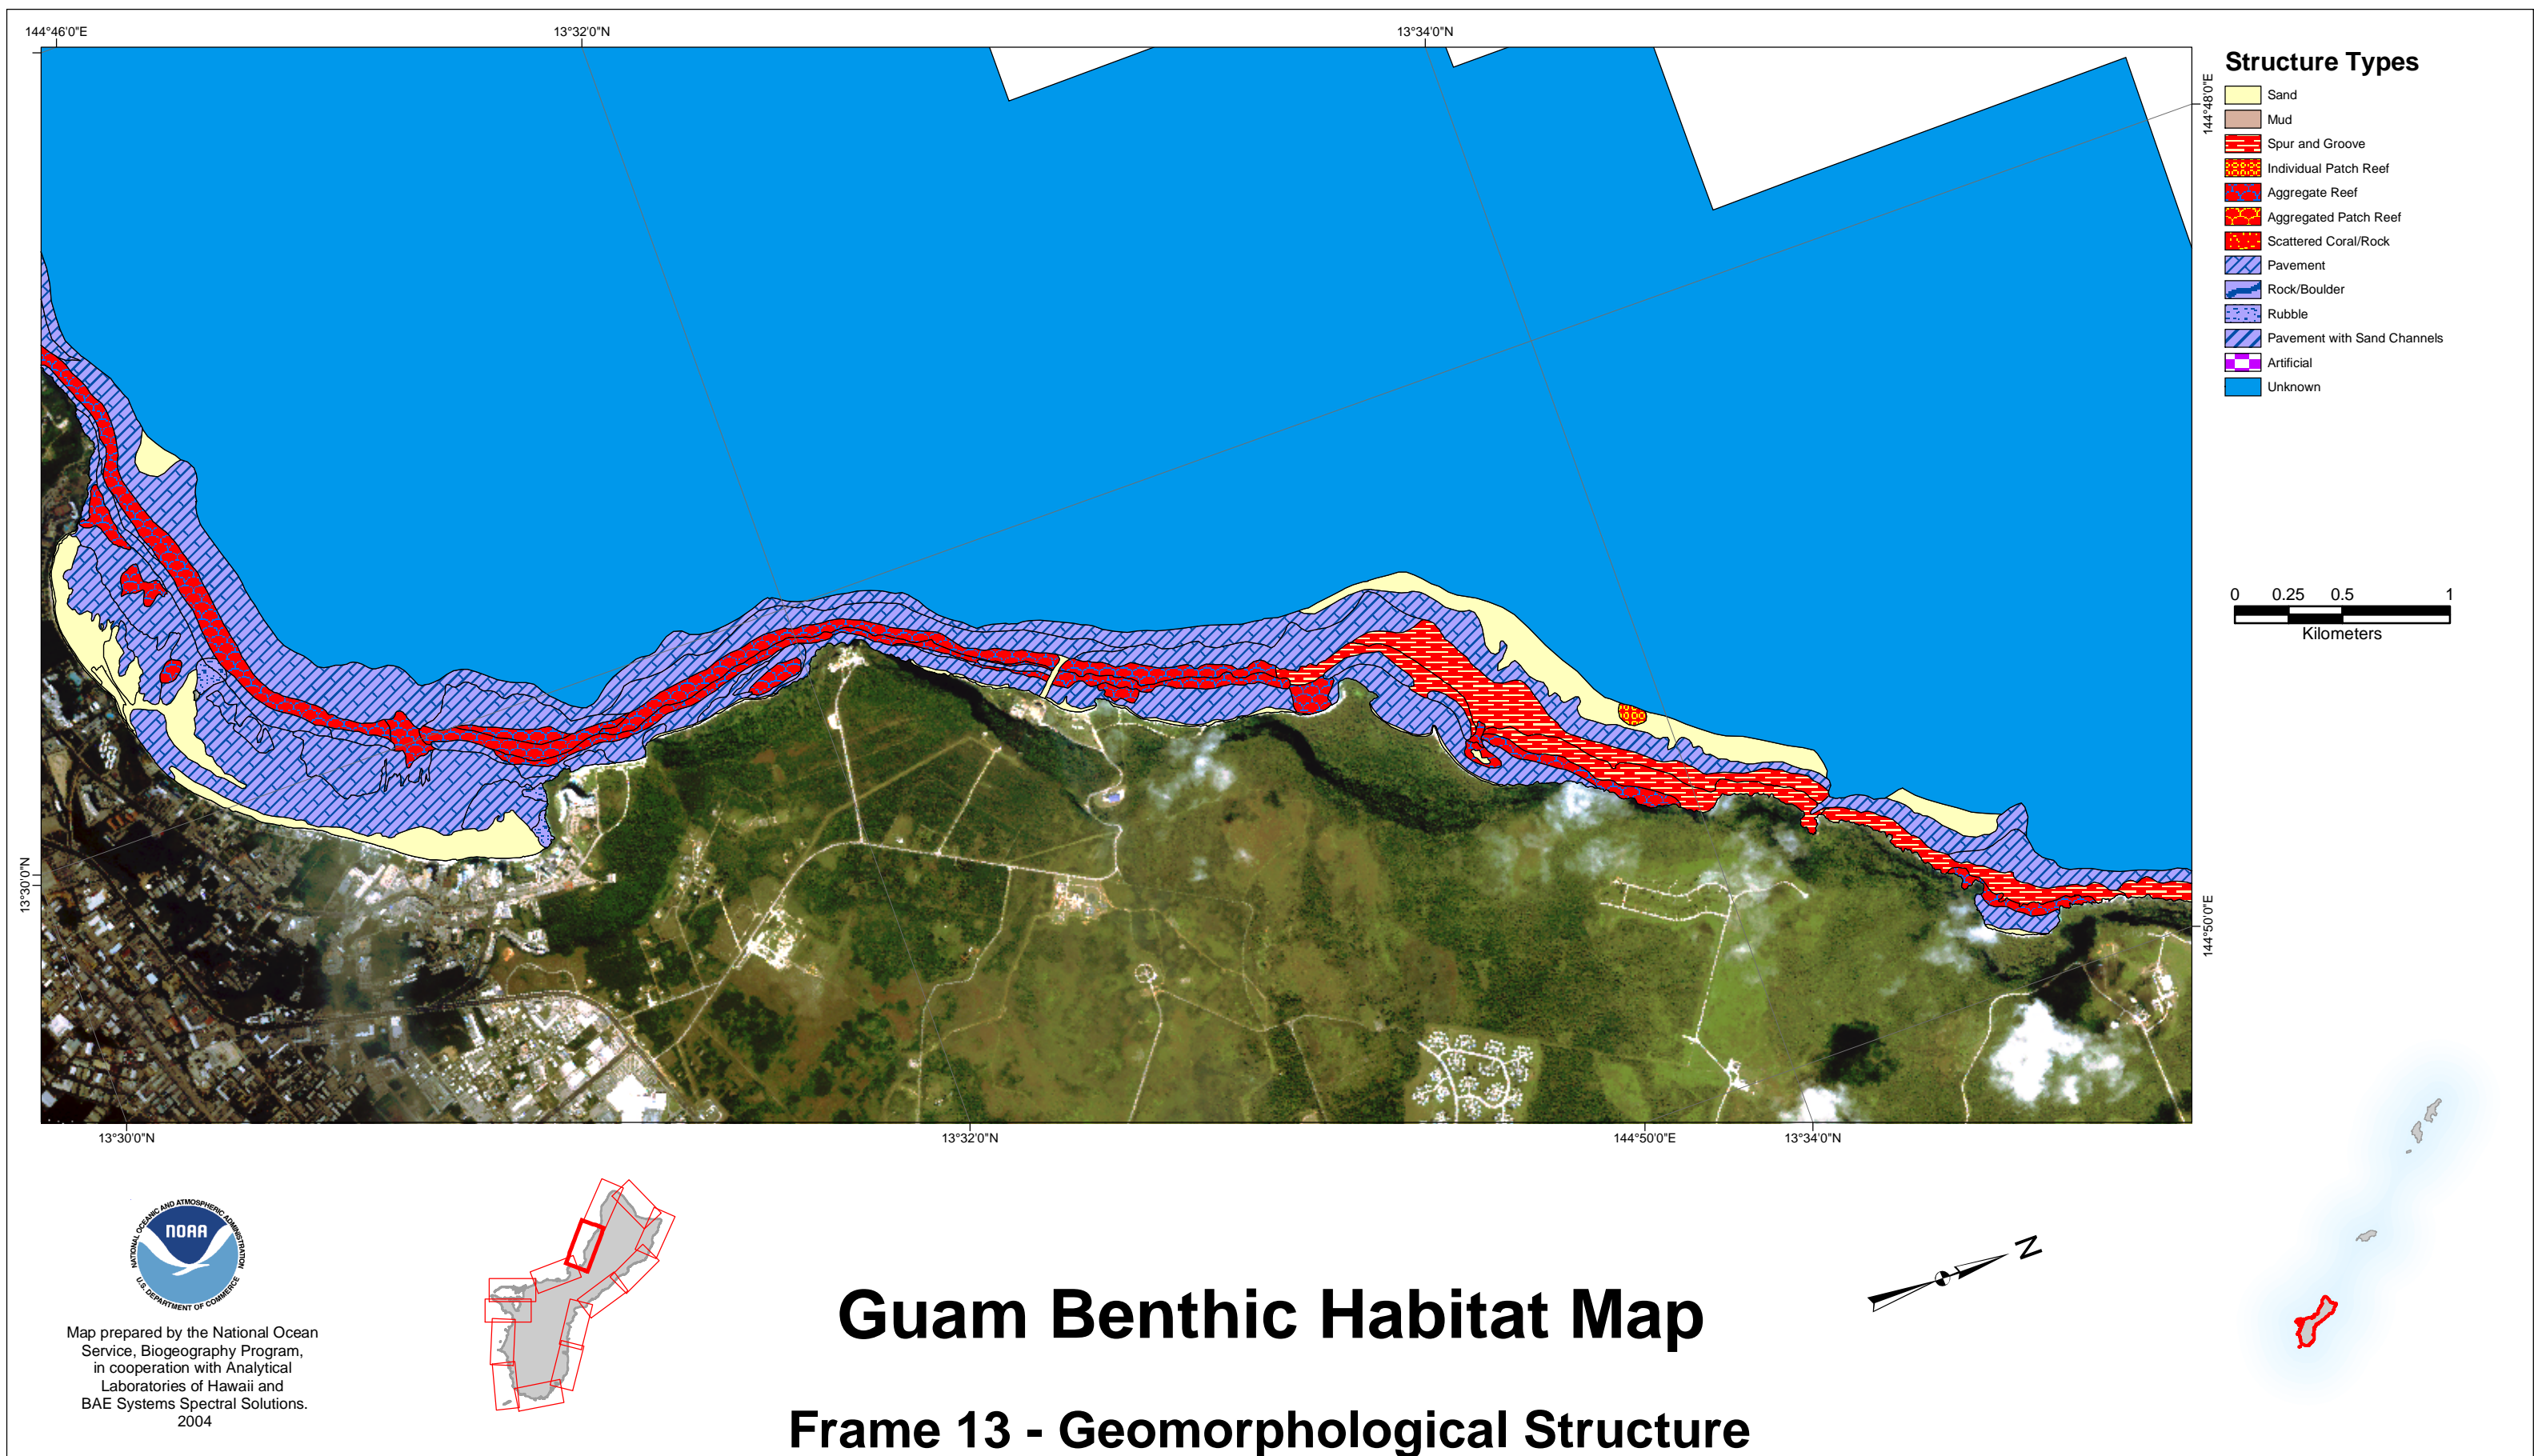 144°46'0"E
13°32'0"N
13°34'0"N
144°48'0"E
Structure Types
Sand
Mud
Spur and Groove
Individual Patch Reef
Aggregate Reef
Aggregated Patch Reef
Scattered Coral/Rock
Pavement
Rock/Boulder
Rubble
Pavement with Sand Channels
Artificial
Unknown
0 0.25 0.5 1
Kilometers
13°30'0"N
144°50'0"E
13°30'0"N
13°32'0"N
144°50'0"E
13°34'0"N
NATIONAL OCEANIC AND ATMOSPHERIC ADMINISTRATION
NOAA
U.S. DEPARTMENT OF COMMERCE
Map prepared by the National Ocean
Service, Biogeography Program,
in cooperation with Analytical
Laboratories of Hawaii and
BAE Systems Spectral Solutions.
2004
N
Guam Benthic Habitat Map
Frame 13 - Geomorphological Structure